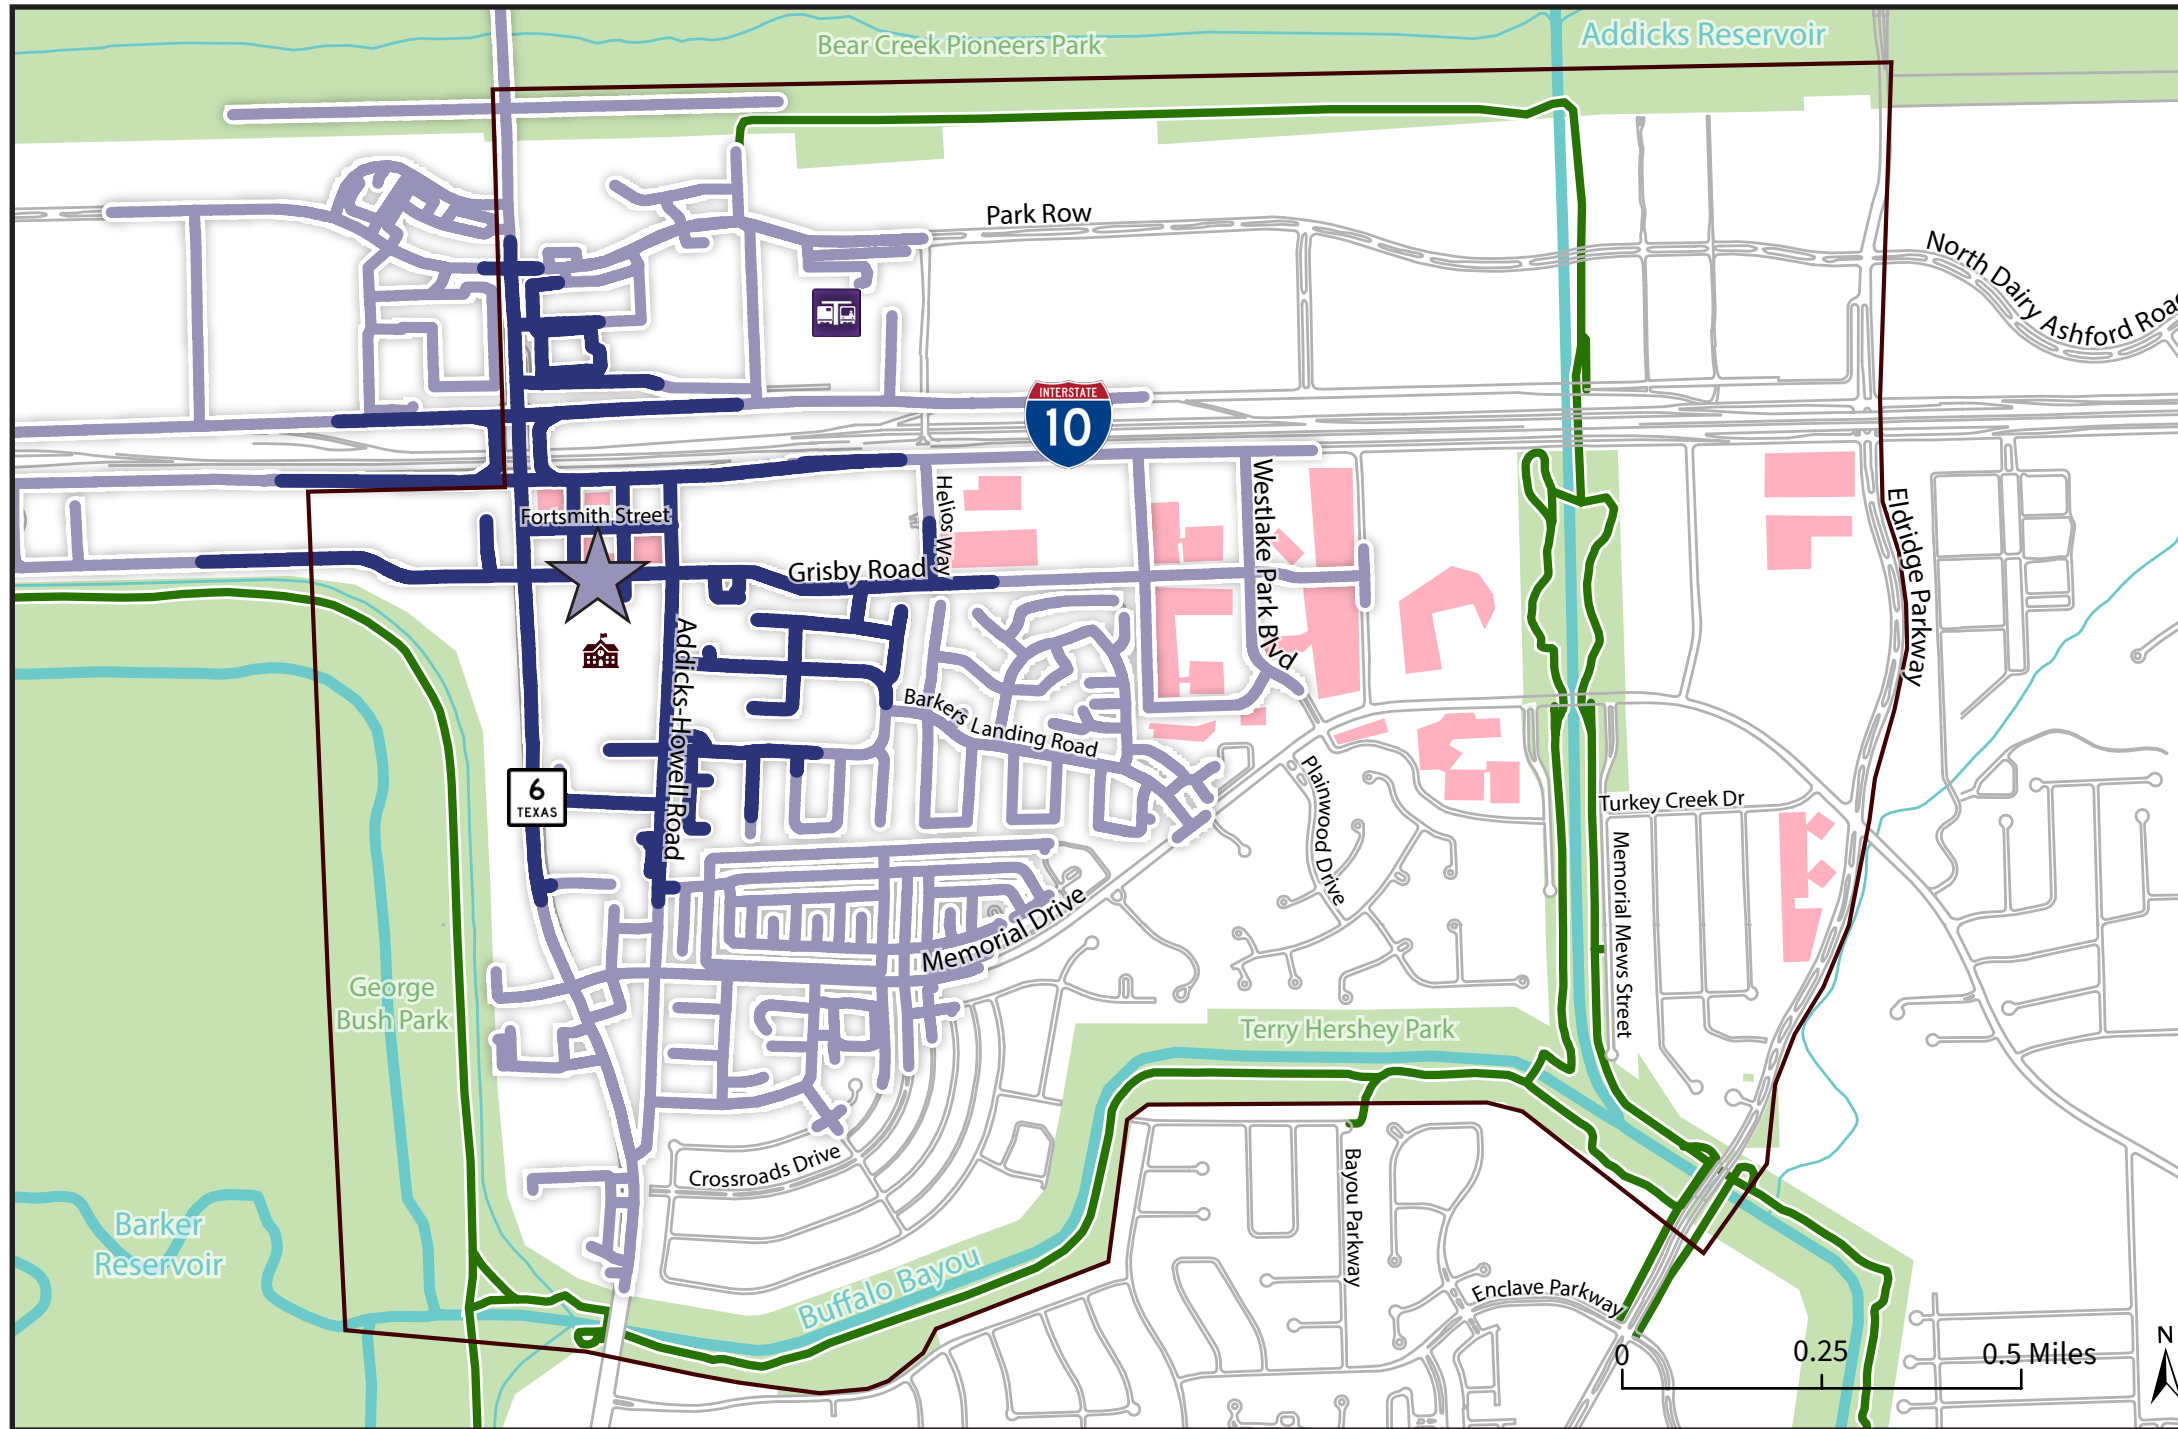 Bear Creek Pioneers Park
Addicks Reservoir
Park Row
North Dairy Ashford Road
INTERSTATE
10
Fortsmith Street
Helios Way
Westlake Park Blvd
Grisby Road
Eldridge Parkway
Addicks-Howell Road
Barkers Landing Road
6
TEXAS
Plainwood Drive
Turkey Creek Dr
Memorial Mews Street
Memorial Drive
George
Bush Park
Terry Hershey Park
Crossroads Drive
Bayou Parkway
Barker
Reservoir
Buffalo Bayou
Enclave Parkway
0
0.25
0.5 Miles
N